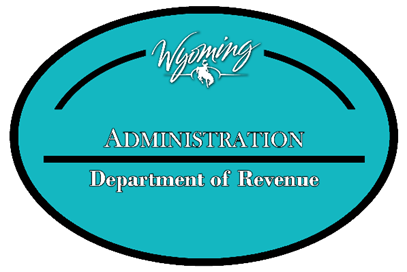 Wyoming
ADMINISTRATION
Department of Revenue